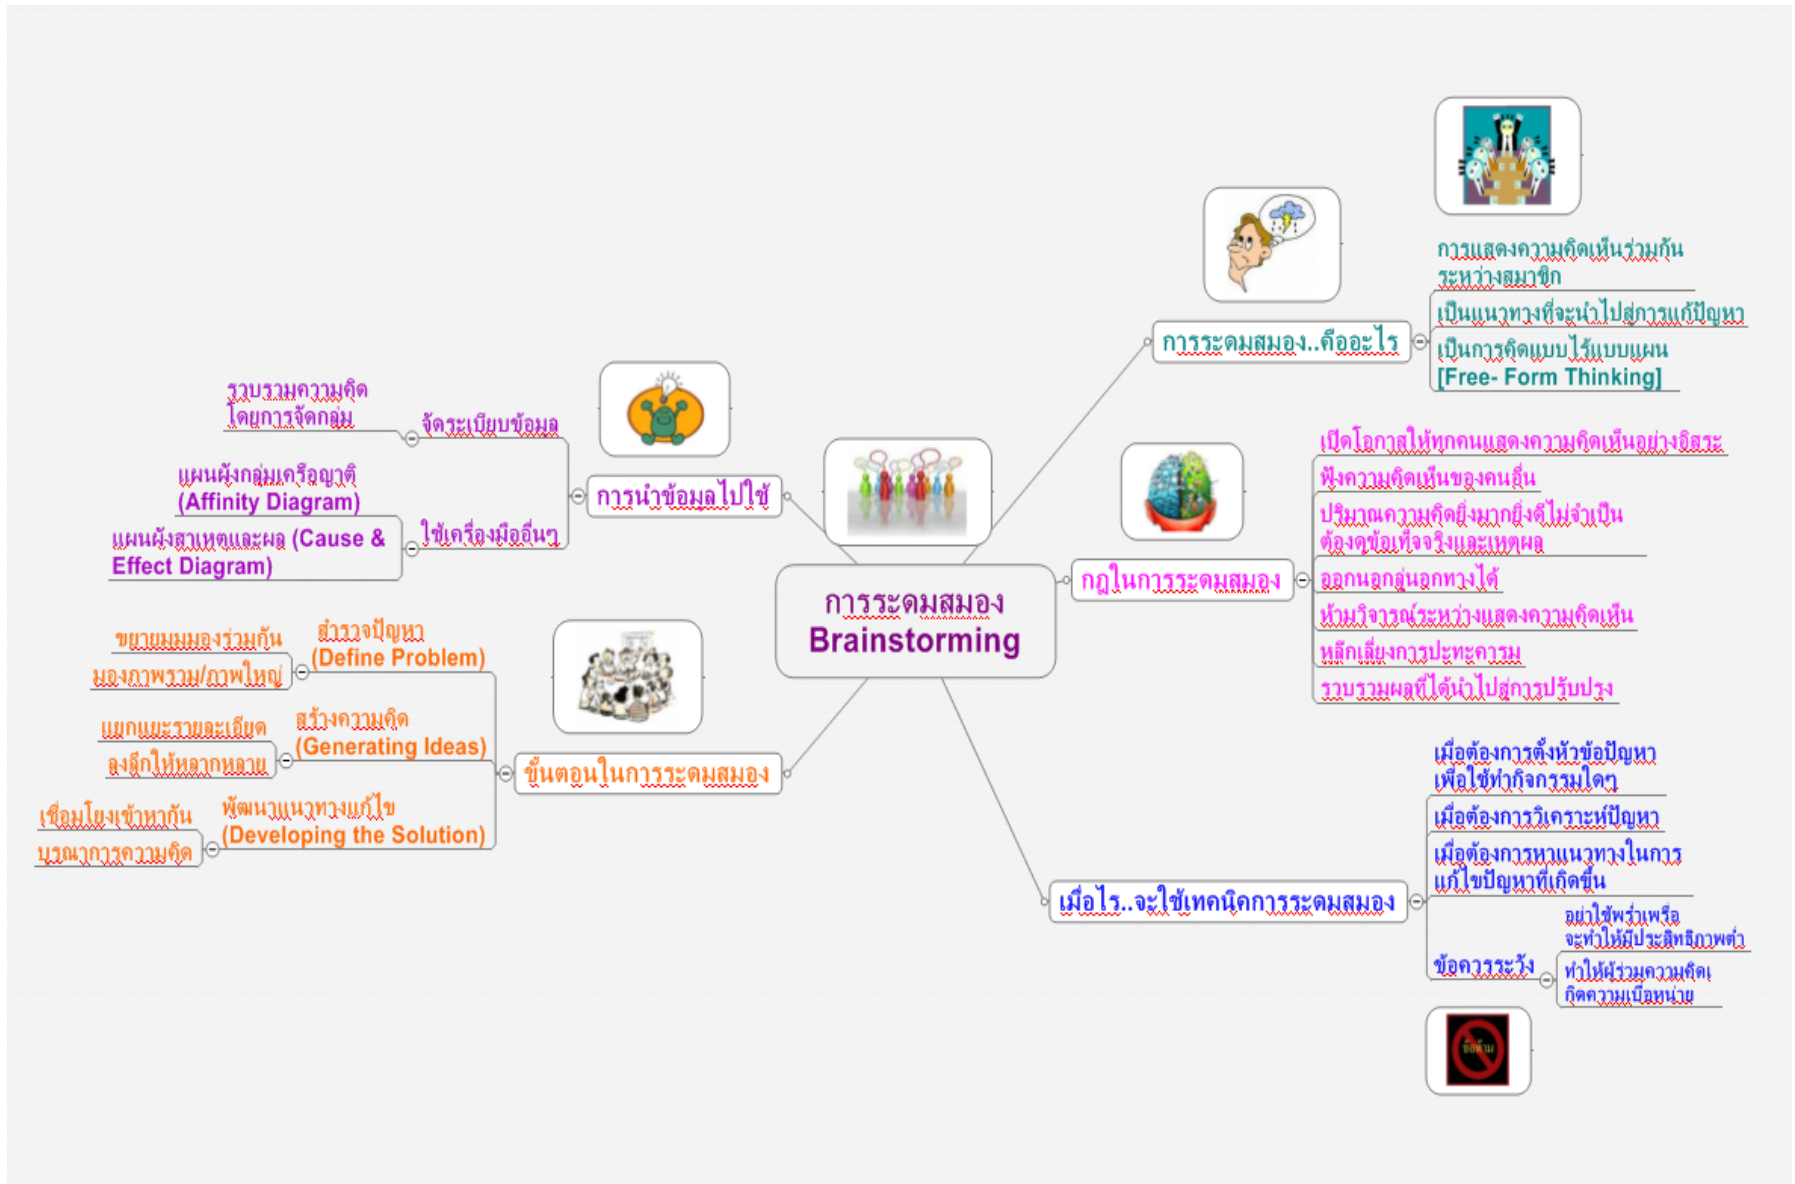 การระดมสมอง
Brainstorming
การระดมสมอง..คืออะไร
การแสดงความคิดเห็นร่วมกัน
ระหว่างสมาชิก
เป็นแนวทางที่จะนำไปสู่การแก้ปัญหา
เป็นการคิดแบบไร้แบบแผน
[Free- Form Thinking]
กฎในการระดมสมอง
เปิดโอกาสให้ทุกคนแสดงความคิดเห็นอย่างอิสระ
ฟังความคิดเห็นของคนอื่น
ปริมาณความคิดยิ่งมากยิ่งดีไม่จำเป็น
ต้องดูข้อเท็จจริงและเหตุผล
ออกนอกลู่นอกทางได้
ห้ามวิจารณ์ระหว่างแสดงความคิดเห็น
หลีกเลี่ยงการปะทะคารม
รวบรวมผลที่ได้นำไปสู่การปรับปรุง
เมื่อไร..จะใช้เทคนิคการระดมสมอง
เมื่อต้องการตั้งหัวข้อปัญหา
เพื่อใช้ทำกิจกรรมใดๆ
เมื่อต้องการวิเคราะห์ปัญหา
เมื่อต้องการหาแนวทางในการ
แก้ไขปัญหาที่เกิดขึ้น
ข้อควรระวัง
อย่าใช้พร่ำเพรื่อ
จะทำให้มีประสิทธิภาพต่ำ
ทำให้ผู้ร่วมความคิดเ
กิดความเบื่อหน่าย
ข้อห้าม
การนำข้อมูลไปใช้
จัดระเบียบข้อมูล
รวบรวมความคิด
โดยการจัดกลุ่ม
ใช้เครื่องมืออื่นๆ
แผนผังกลุ่มเครือญาติ
(Affinity Diagram)
แผนผังสาเหตุและผล (Cause &
Effect Diagram)
ขั้นตอนในการระดมสมอง
สำรวจปัญหา
(Define Problem)
ขยายมุมมองร่วมกัน
มองภาพรวม/ภาพใหญ่
สร้างความคิด
(Generating Ideas)
แยกแยะรายละเอียด
ลงลึกให้หลากหลาย
พัฒนาแนวทางแก้ไข
(Developing the Solution)
เชื่อมโยงเข้าหากัน
บูรณาการความคิด